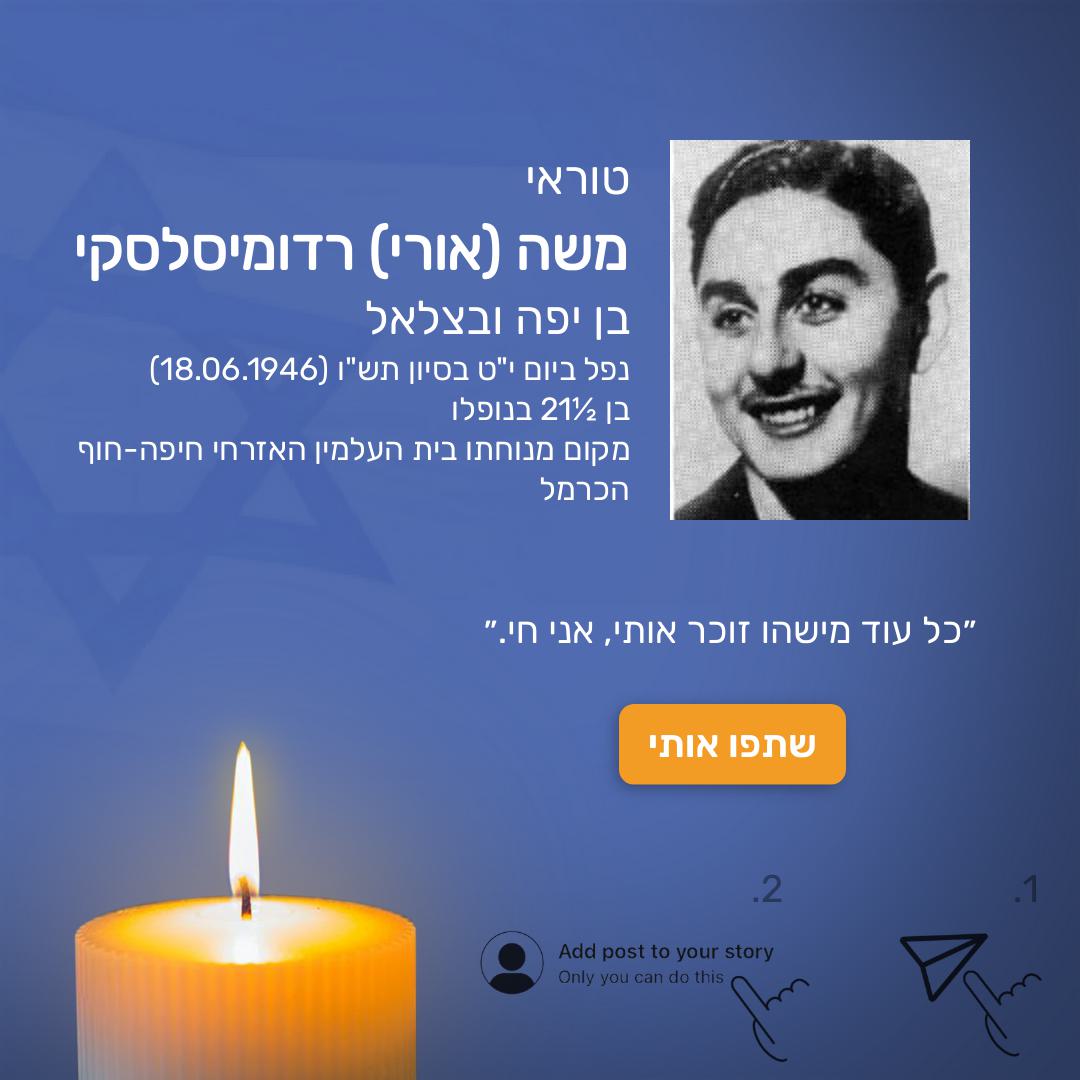 טוראי
משה (אורי) רדומיסלסקי
בן יפה ובצלאל
נפל ביום י"ט בסיון תש"ו (18.06.1946)
בן 21½ בנופלו
מקום מנוחתו בית העלמין האזרחי חיפה-חוף
הכרמל
״כל עוד מישהו זוכר אותי, אני חי.״
שתפו אותי
1.
2.
Add post to your story
Only you can do this